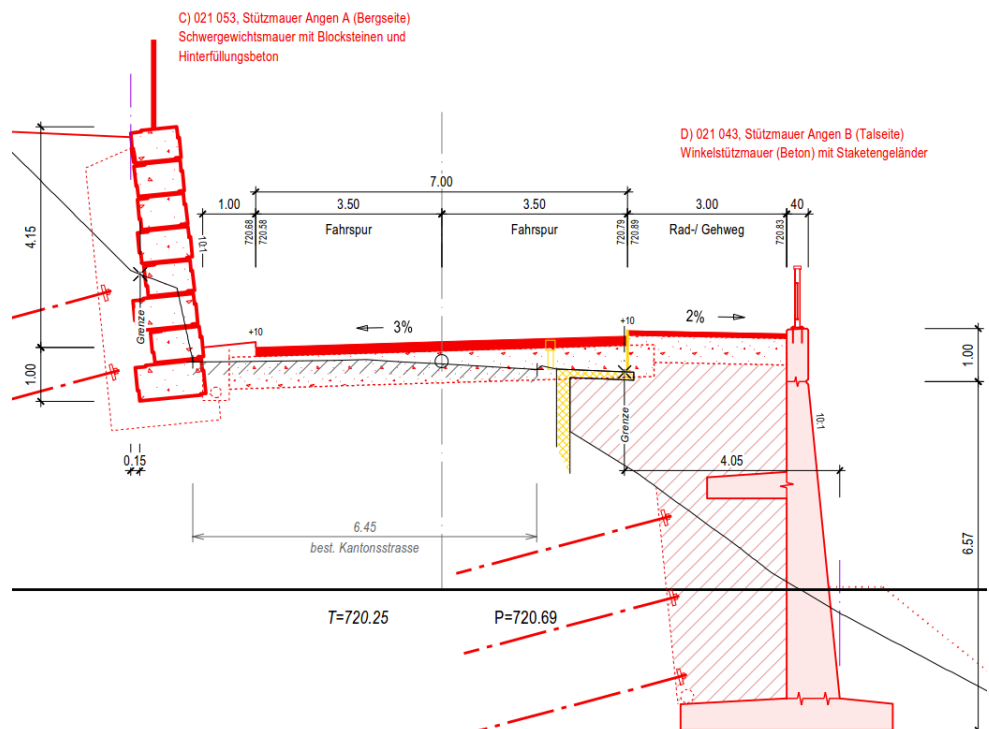 C) 021 053, Stützmauer Angen A (Bergseite)
Schwergewichtsmauer mit Blocksteinen und
Hinterfüllungsbeton
D) 021 043, Stützmauer Angen B (Talseite)
Winkelstützmauer (Beton) mit Staketengeländer
7.00
1.00
3.50
3.50
3.00
40
Fahrspur
Fahrspur
Rad-/ Gehweg
720.68
720.58
720.79
720.89
720.83
10:1
4.15
1.00
Grenze
+10
3%
+10
2%
1.00
10:1
Grenze
0.15
4.05
6.45
best. Kantonsstrasse
6.57
T=720.25
P=720.69